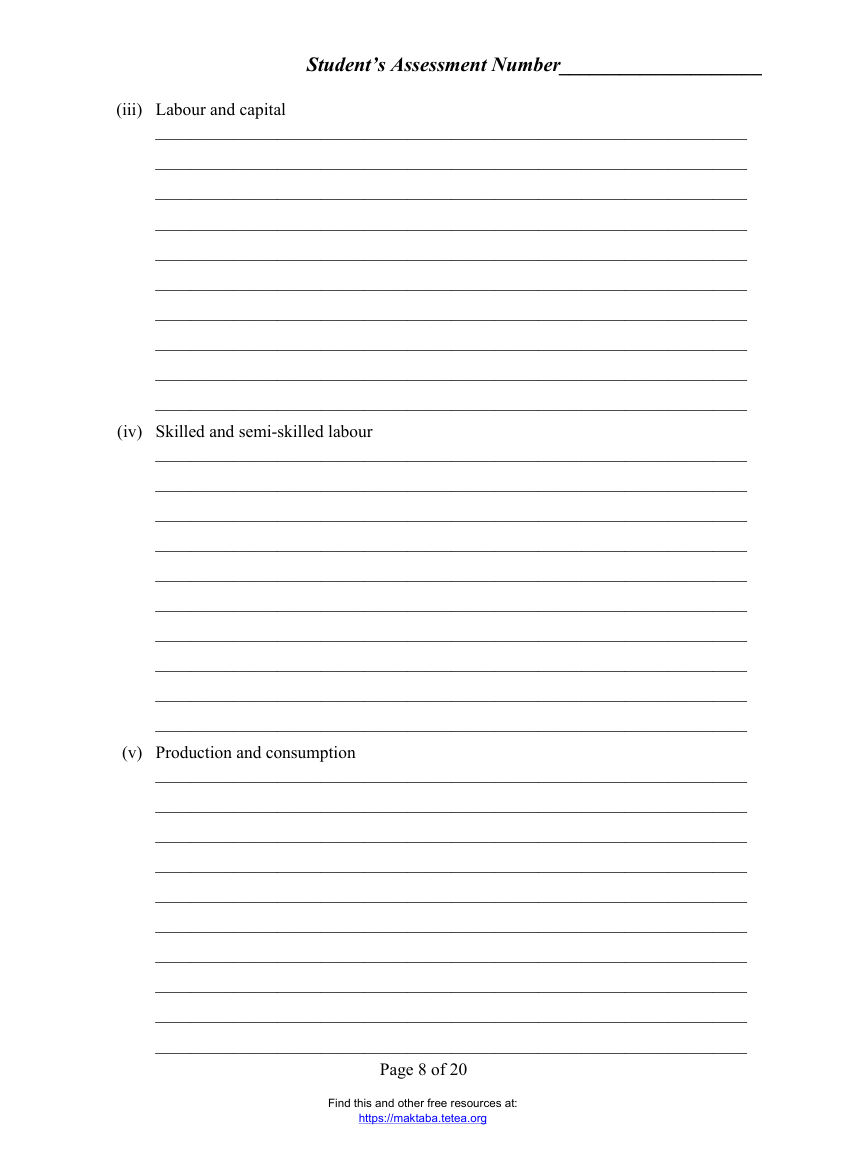 Student's Assessment Number____________________
(iii) Labour and capital
(iv) Skilled and semi-skilled labour
(v) Production and consumption
Page 8 of 20
Find this and other free resources at:
https://maktaba.tetea.org